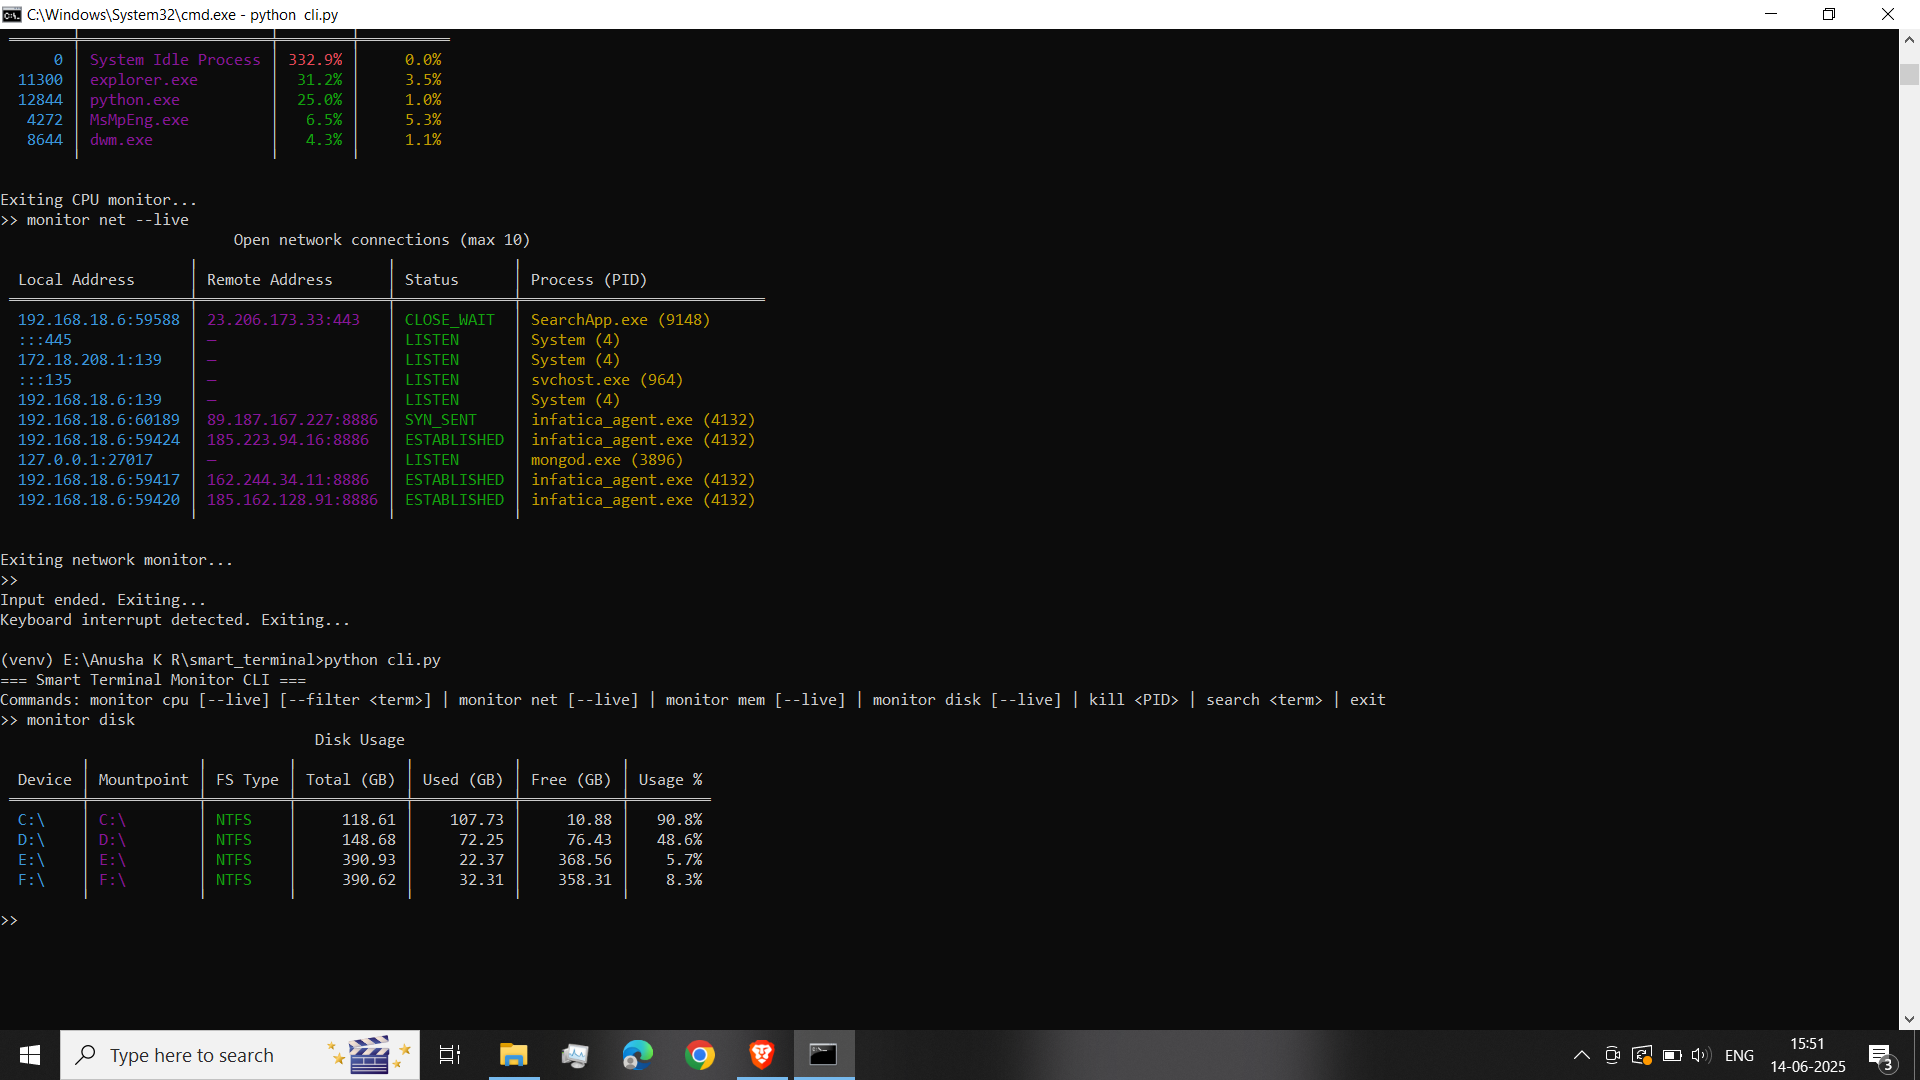 C:\Windows\System32\cmd.exe - python  cli.py
0 │ System Idle Process │ 332.9% │ 0.0%
11300 │ explorer.exe │ 31.2% │ 3.5%
12844 │ python.exe │ 25.0% │ 1.0%
4272 │ MsMpEng.exe │ 6.5% │ 5.3%
8644 │ dwm.exe │ 4.3% │ 1.1%
Exiting CPU monitor...
>> monitor net --live
Open network connections (max 10)
Local Address │ Remote Address │ Status │ Process (PID)
192.168.18.6:59588 │ 23.206.173.33:443 │ CLOSE_WAIT │ SearchApp.exe (9148)
:::445 │ — │ LISTEN │ System (4)
172.18.208.1:139 │ — │ LISTEN │ System (4)
:::135 │ — │ LISTEN │ svchost.exe (964)
192.168.18.6:139 │ — │ LISTEN │ System (4)
192.168.18.6:60189 │ 89.187.167.227:8886 │ SYN_SENT │ infatica_agent.exe (4132)
192.168.18.6:59424 │ 185.223.94.16:8886 │ ESTABLISHED │ infatica_agent.exe (4132)
127.0.0.1:27017 │ — │ LISTEN │ mongod.exe (3896)
192.168.18.6:59417 │ 162.244.34.11:8886 │ ESTABLISHED │ infatica_agent.exe (4132)
192.168.18.6:59420 │ 185.162.128.91:8886 │ ESTABLISHED │ infatica_agent.exe (4132)
Exiting network monitor...
>>
Input ended. Exiting...
Keyboard interrupt detected. Exiting...
(venv) E:\Anusha K R\smart_terminal>python cli.py
=== Smart Terminal Monitor CLI ===
Commands: monitor cpu [--live] [--filter <term>] | monitor net [--live] | monitor mem [--live] | monitor disk [--live] | kill <PID> | search <term> | exit
>> monitor disk
Disk Usage
Device │ Mountpoint │ FS Type │ Total (GB) │ Used (GB) │ Free (GB) │ Usage %
C:\ │ C:\ │ NTFS │ 118.61 │ 107.73 │ 10.88 │ 90.8%
D:\ │ D:\ │ NTFS │ 148.68 │ 72.25 │ 76.43 │ 48.6%
E:\ │ E:\ │ NTFS │ 390.93 │ 22.37 │ 368.56 │ 5.7%
F:\ │ F:\ │ NTFS │ 390.62 │ 32.31 │ 358.31 │ 8.3%
>>
Type here to search
ENG
15:51
14-06-2025
3